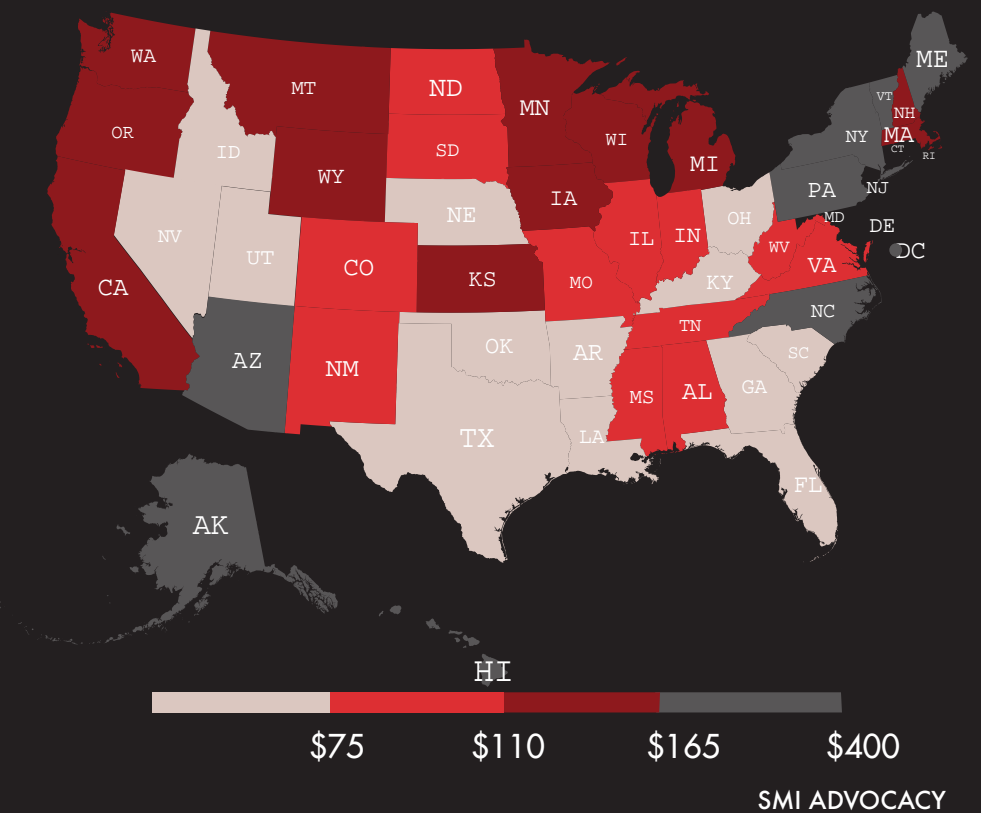 ME
WA
MT
ND
VT
MN
NH
OR
WI
NY
MA
CT
ID
SD
RI
MI
WY
IA
PA
NJ
NE
OH
MD
DE
NV
IL
IN
WV
DC
UT
CO
VA
KS
MO
KY
CA
NC
TN
OK
AR
SC
AZ
NM
GA
MS
AL
TX
LA
FL
AK
HI
$75 $110 $165 $400
SMI ADVOCACY